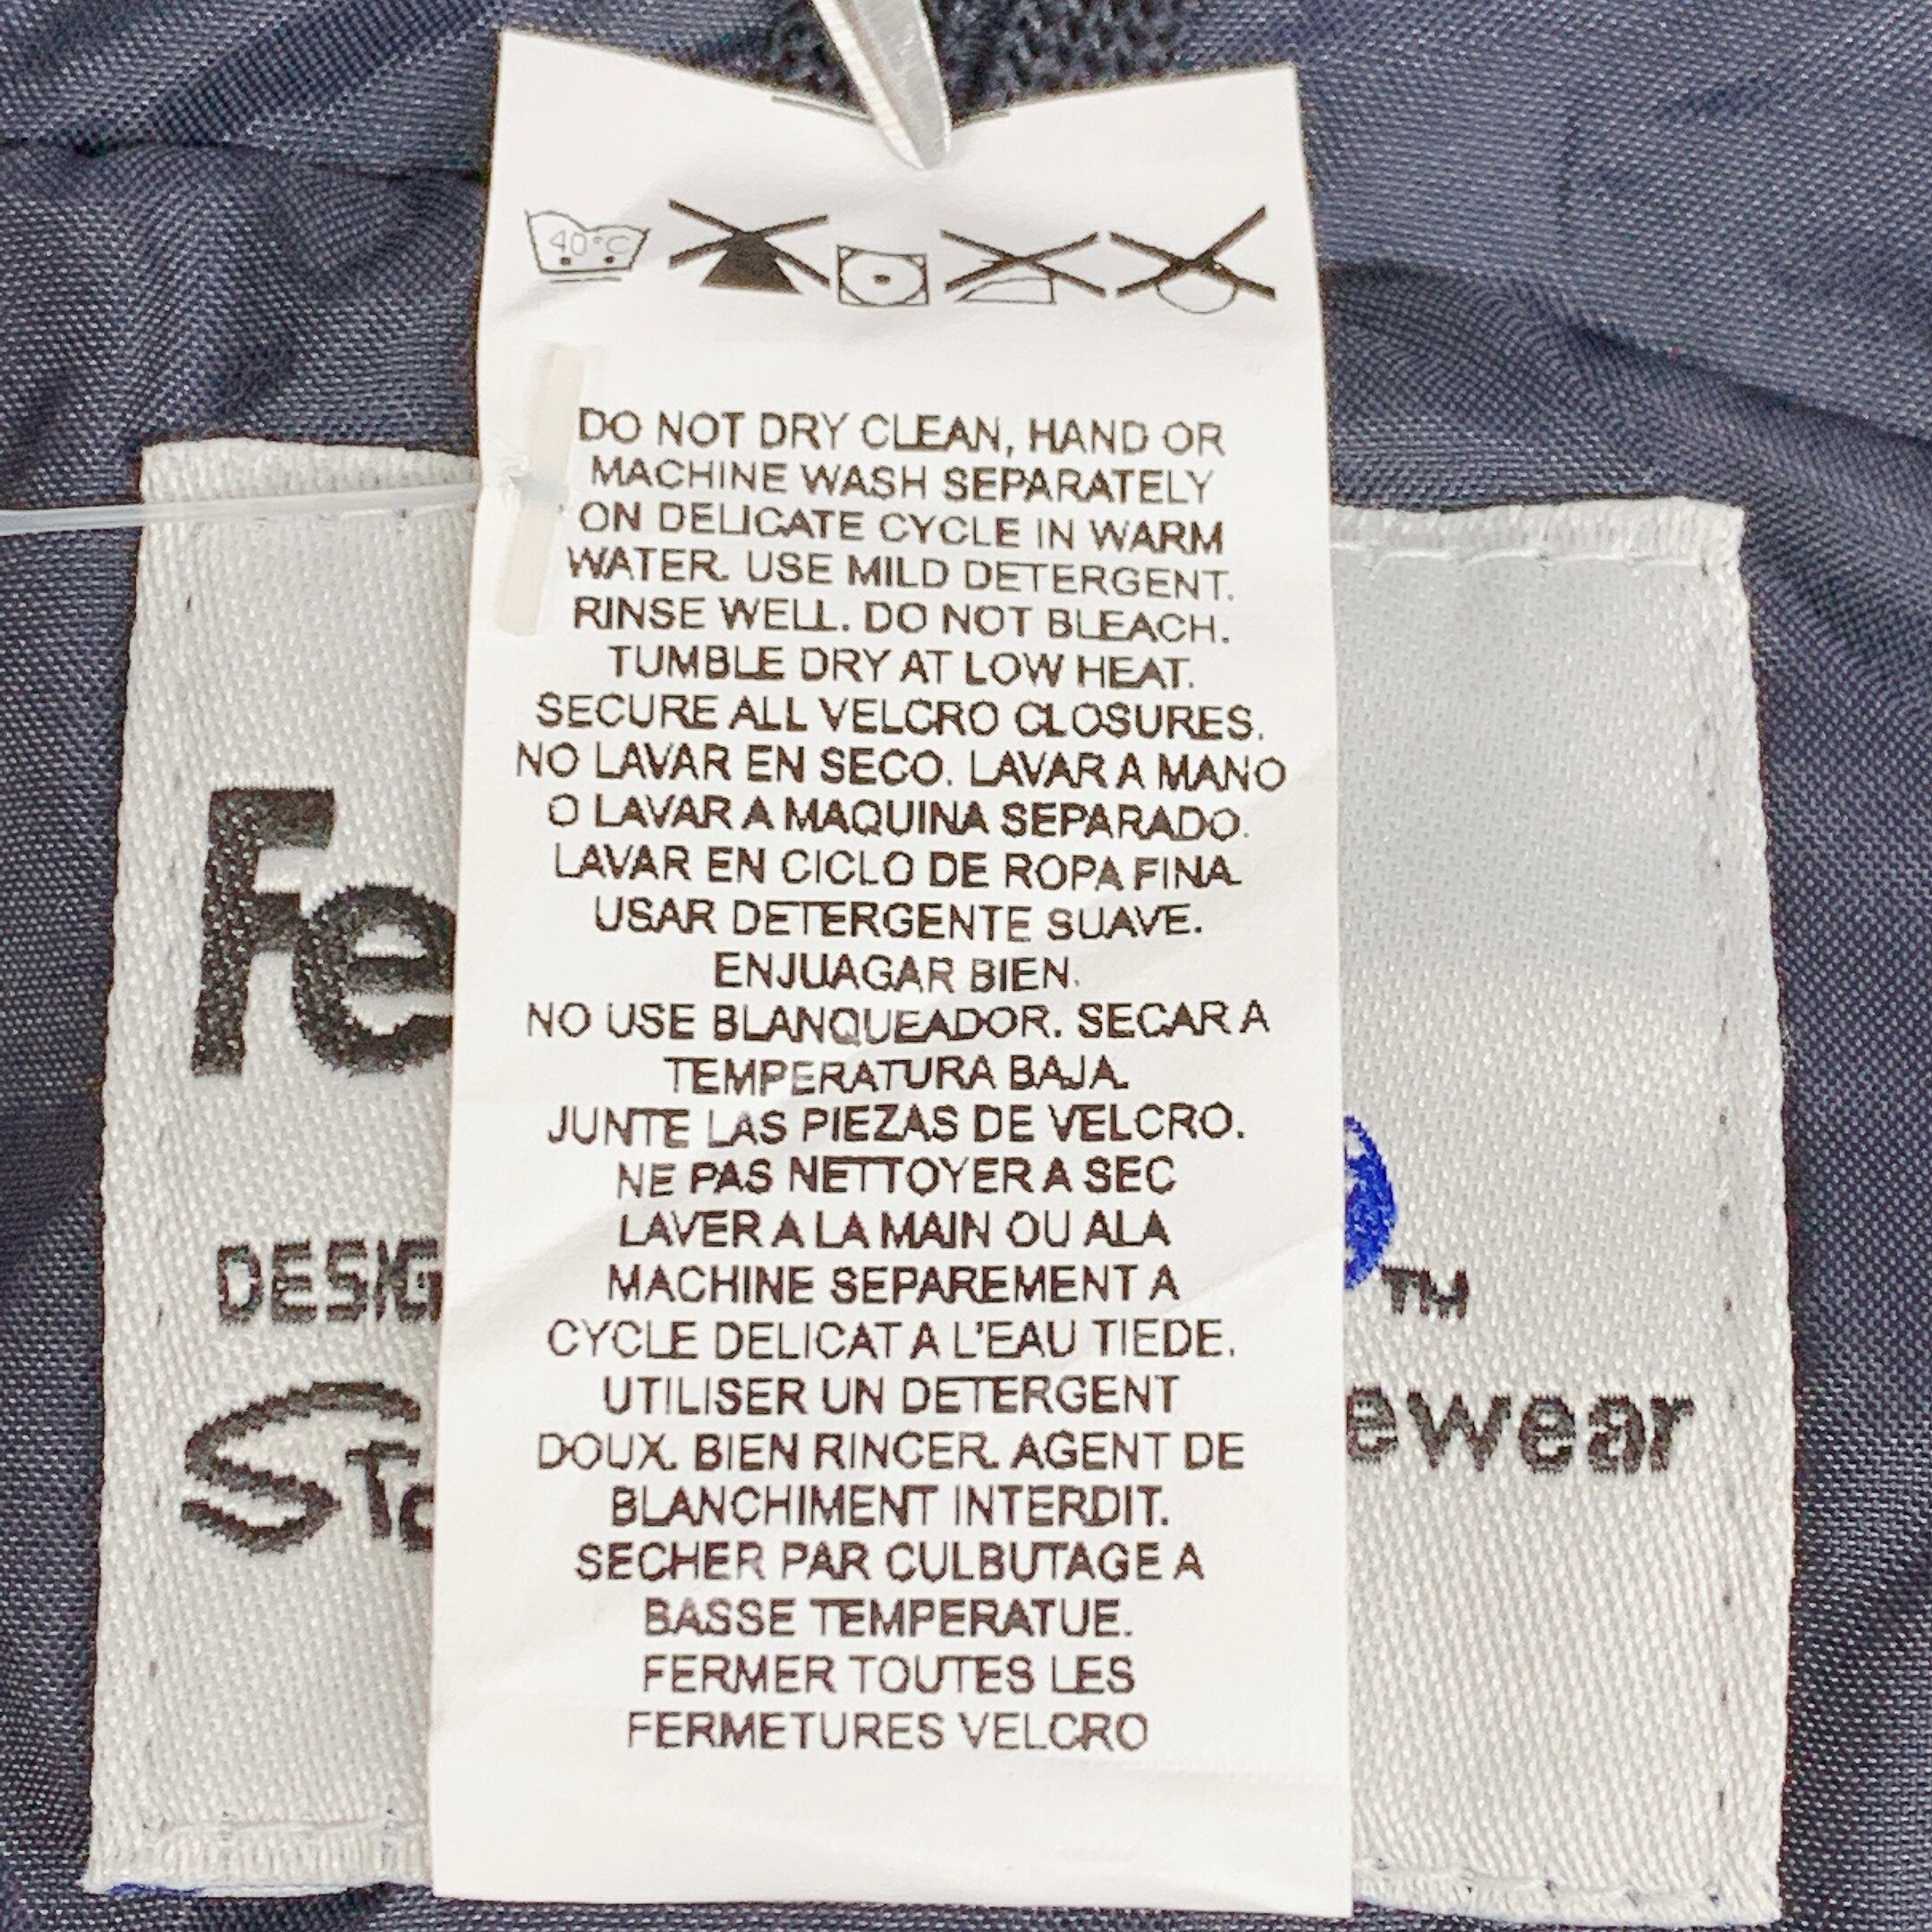 40°C
DO NOT DRY CLEAN, HAND OR
MACHINE WASH SEPARATELY
ON DELICATE CYCLE IN WARM
WATER. USE MILD DETERGENT.
RINSE WELL. DO NOT BLEACH.
TUMBLE DRY AT LOW HEAT.
SECURE ALL VELCRO CLOSURES.
NO LAVAR EN SECO. LAVAR A MANO
O LAVAR A MAQUINA SEPARADO.
LAVAR EN CICLO DE ROPA FINA.
USAR DETERGENTE SUAVE.
ENJUAGAR BIEN.
NO USE BLANQUEADOR. SECAR A
TEMPERATURA BAJA.
JUNTE LAS PIEZAS DE VELCRO.
NE PAS NETTOYER A SEC
LAVER A LA MAIN OU ALA
MACHINE SEPAREMENT A
CYCLE DELICAT A L'EAU TIEDE.
UTILISER UN DETERGENT
DOUX. BIEN RINCER. AGENT DE
BLANCHIMENT INTERDIT.
SECHER PAR CULBUTAGE A
BASSE TEMPERATUE.
FERMER TOUTES LES
FERMETURES VELCRO
Fe
TM
DESIG
ewear